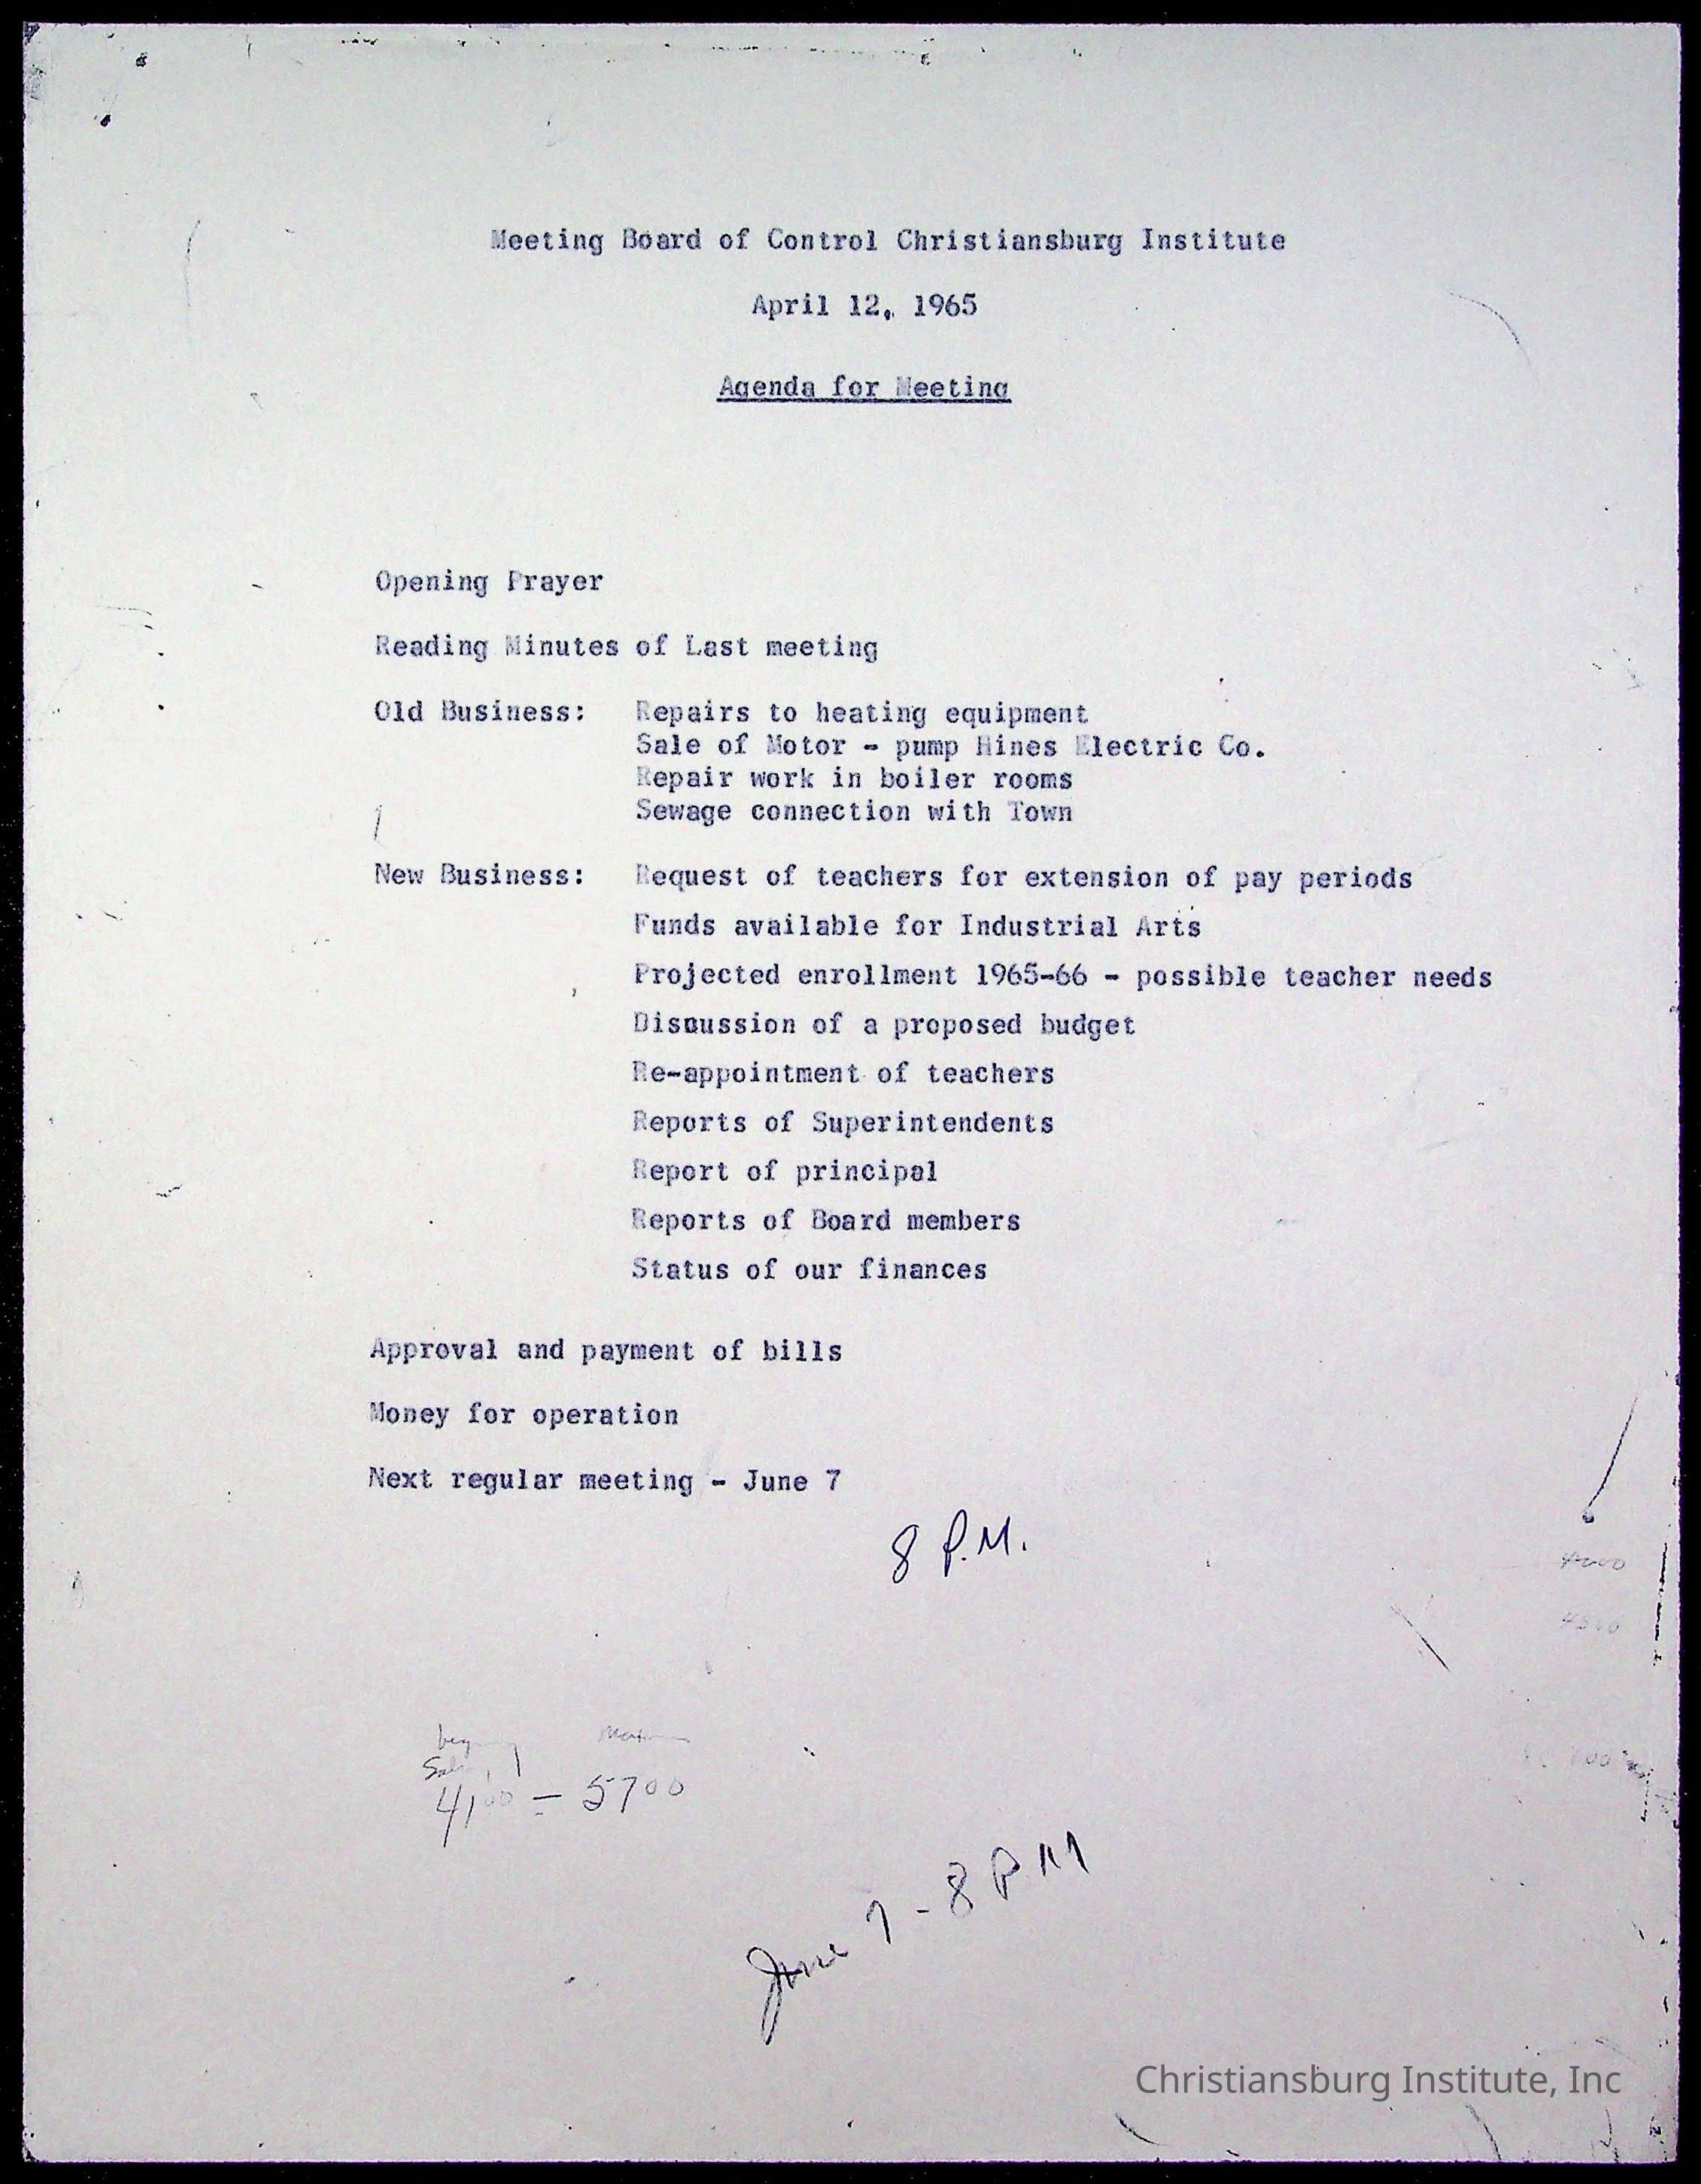 Meeting Board of Control Christiansburg Institute
April 12, 1965
Agenda for Meeting
Opening Prayer
Reading Minutes of Last meeting
Old Business: Repairs to heating equipment
Sale of Motor - pump Hines Electric Co.
Repair work in boiler rooms
Sewage connection with Town
New Business: Request of teachers for extension of pay periods
Funds available for Industrial Arts
Projected enrollment 1965-66 - possible teacher needs
Disuussion of a proposed budget
Re-appointment of teachers
Reports of Superintendents
Report of principal
Reports of Board members
Status of our finances
Approval and payment of bills
Money for operation
Next regular meeting - June 7
8 P.M.
4100 - 5700
June 7 - 8 PM
Christiansburg Institute, Inc